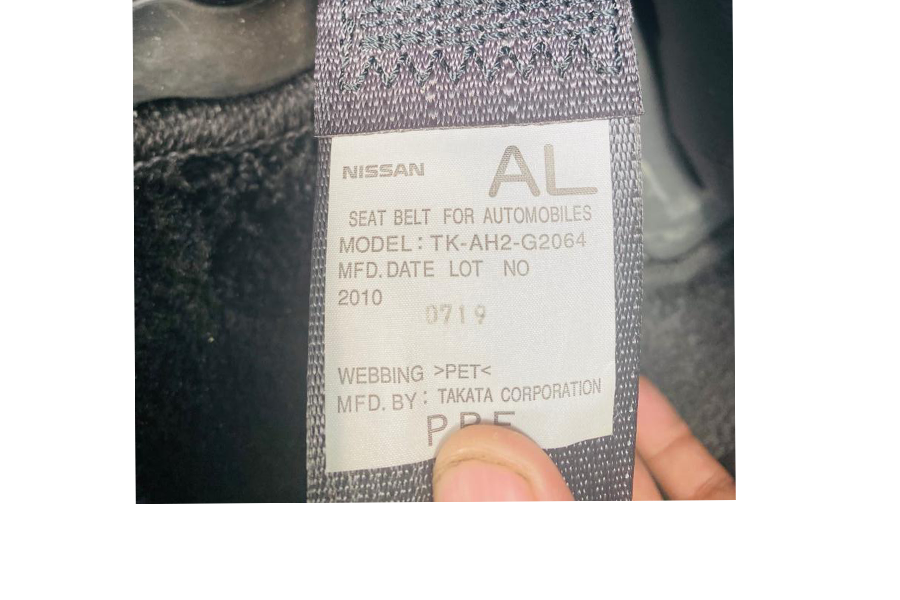 NISSAN AL
SEAT BELT FOR AUTOMOBILES
MODEL : TK-AH2-G2064
MFD. DATE LOT NO
2010
0719
WEBBING >PET<
MFD. BY : TAKATA CORPORATION